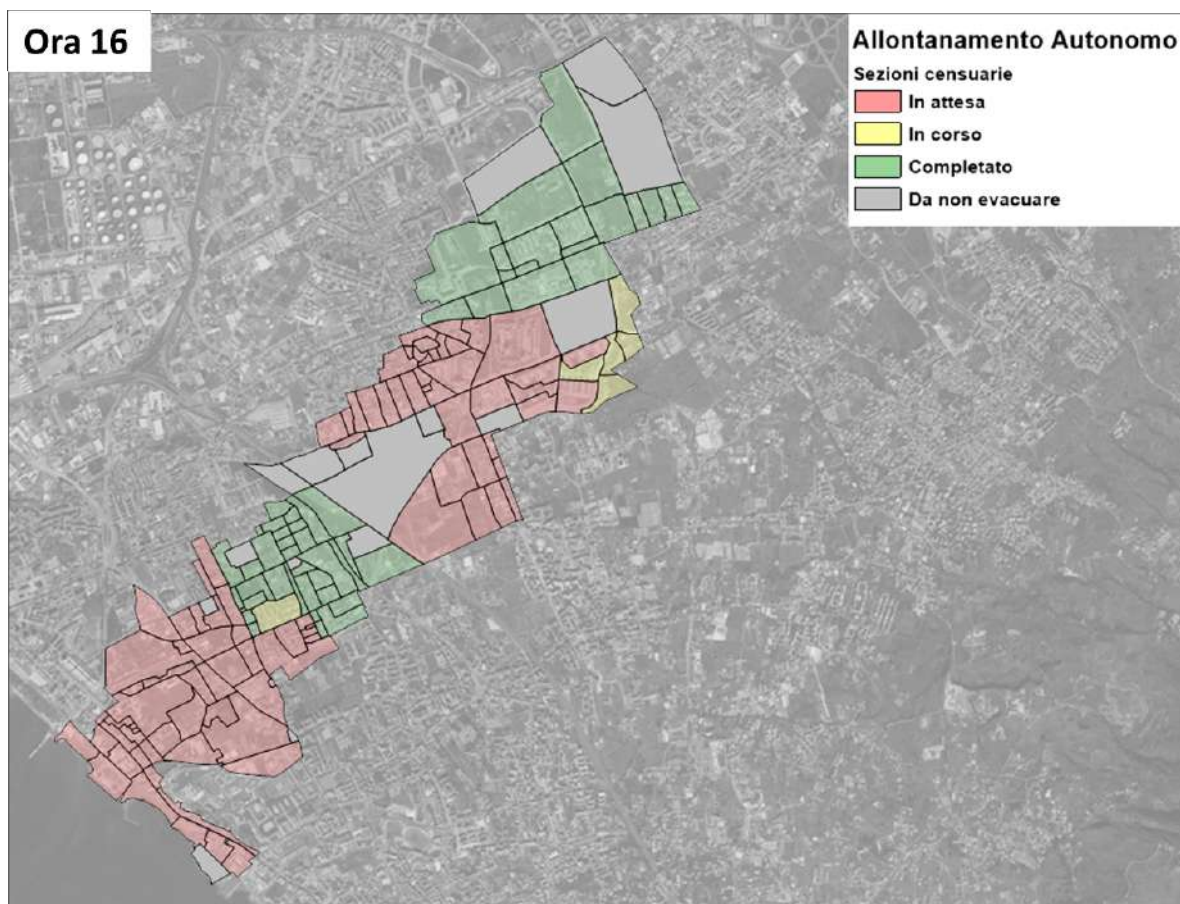 Ora 16
Allontanamento Autonomo
Sezioni censuarie
In attesa
In corso
Completato
Da non evacuare